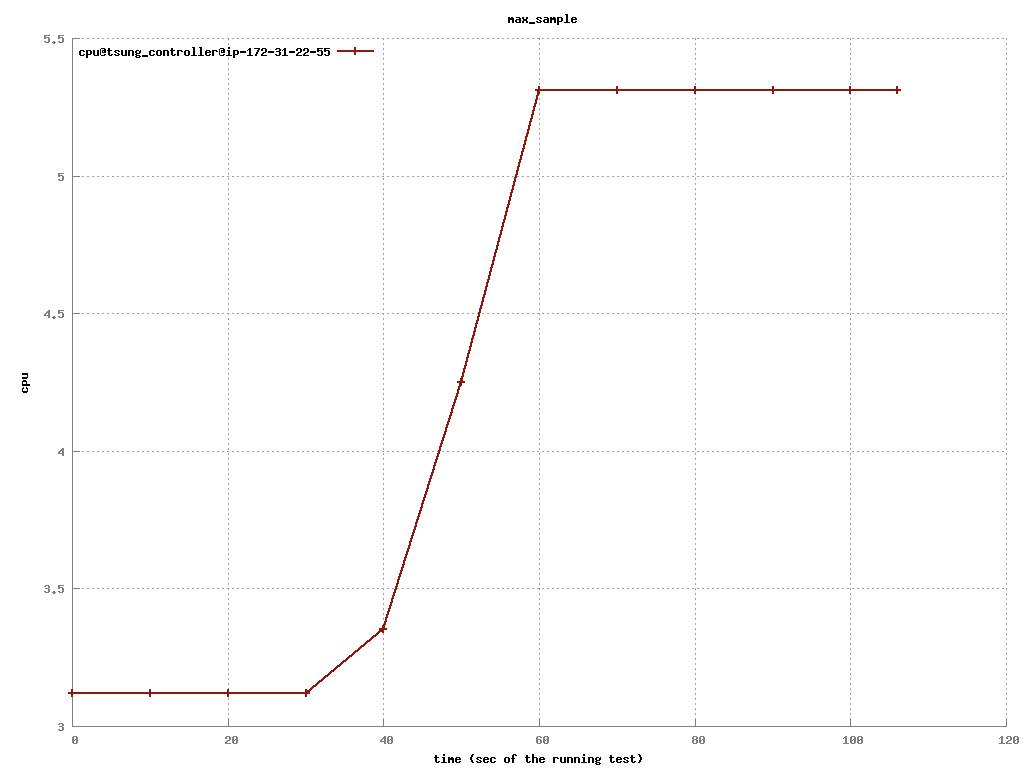 max_sample
cpu@tsung_controller@ip-172-31-22-55
5.5
5
4.5
4
3.5
3
cpu
0 20 40 60 80 100 120
time (sec of the running test)